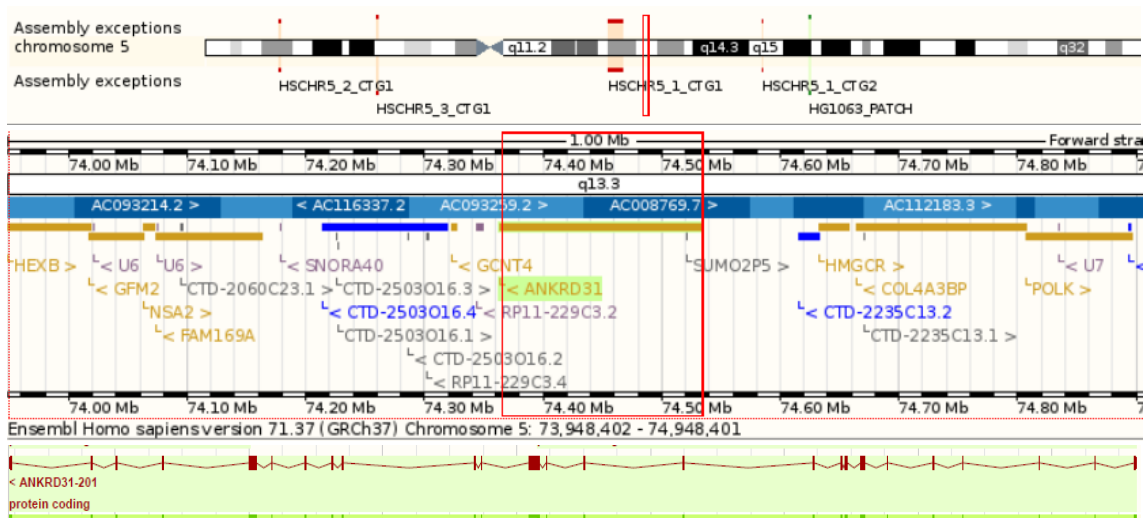 Assembly exceptions
chromosome 5 q11.2 q14.3 q15 q32
Assembly exceptions
HSCHR5_2_CTG1 HSCHR5_1_CTG1 HSCHR5_1_CTG2
HSCHR5_3_CTG1 HG1063_PATCH
1.00 Mb Forward stra
74.00 Mb 74.10 Mb 74.20 Mb 74.30 Mb 74.40 Mb 74.50 Mb 74.60 Mb 74.70 Mb 74.80 Mb
q13.3
AC093214.2 > < AC116337.2 AC093259.2 > AC008769.7 > AC112183.3 >
HEXB > < U6 U6 > < SNORA40 < GCNT4 SUMO2P5 > HMGCR > < U7
< GFM2 CTD-2060C23.1 > CTD-2503O16.3 > < ANKRD31 < COL4A3BP POLK >
NSA2 > < CTD-2503O16.4 < RP11-229C3.2 < CTD-2235C13.2
< FAM169A CTD-2503O16.1 > CTD-2235C13.1 >
< CTD-2503O16.2
< RP11-229C3.4
74.00 Mb 74.10 Mb 74.20 Mb 74.30 Mb 74.40 Mb 74.50 Mb 74.60 Mb 74.70 Mb 74.80 Mb
Ensembl Homo sapiens version 71.37 (GRCh37) Chromosome 5: 73,948,402 - 74,948,401
< ANKRD31-201
protein coding